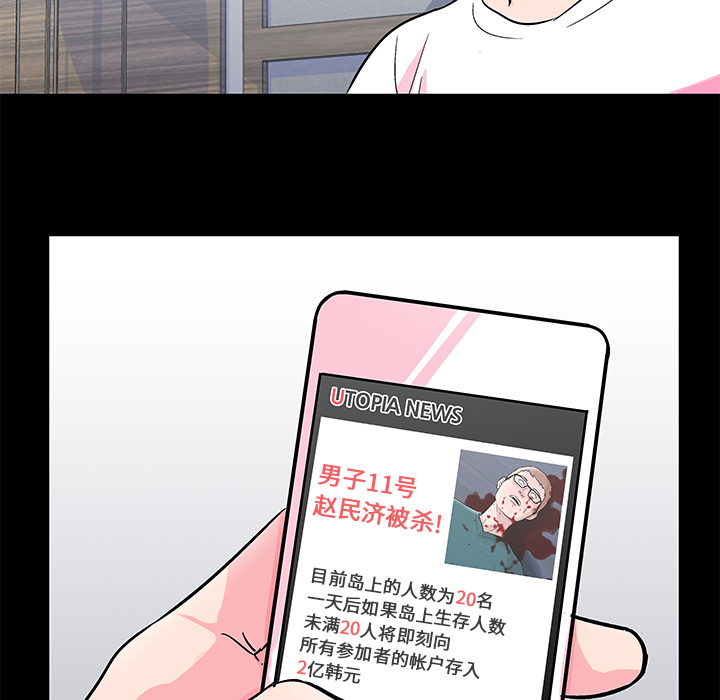 UTOPIA NEWS
男子11号
赵民济被杀!
目前岛上的人数为20名
一天后如果岛上生存人数
未满20人将即刻向
所有参加者的帐户存入
2亿韩元